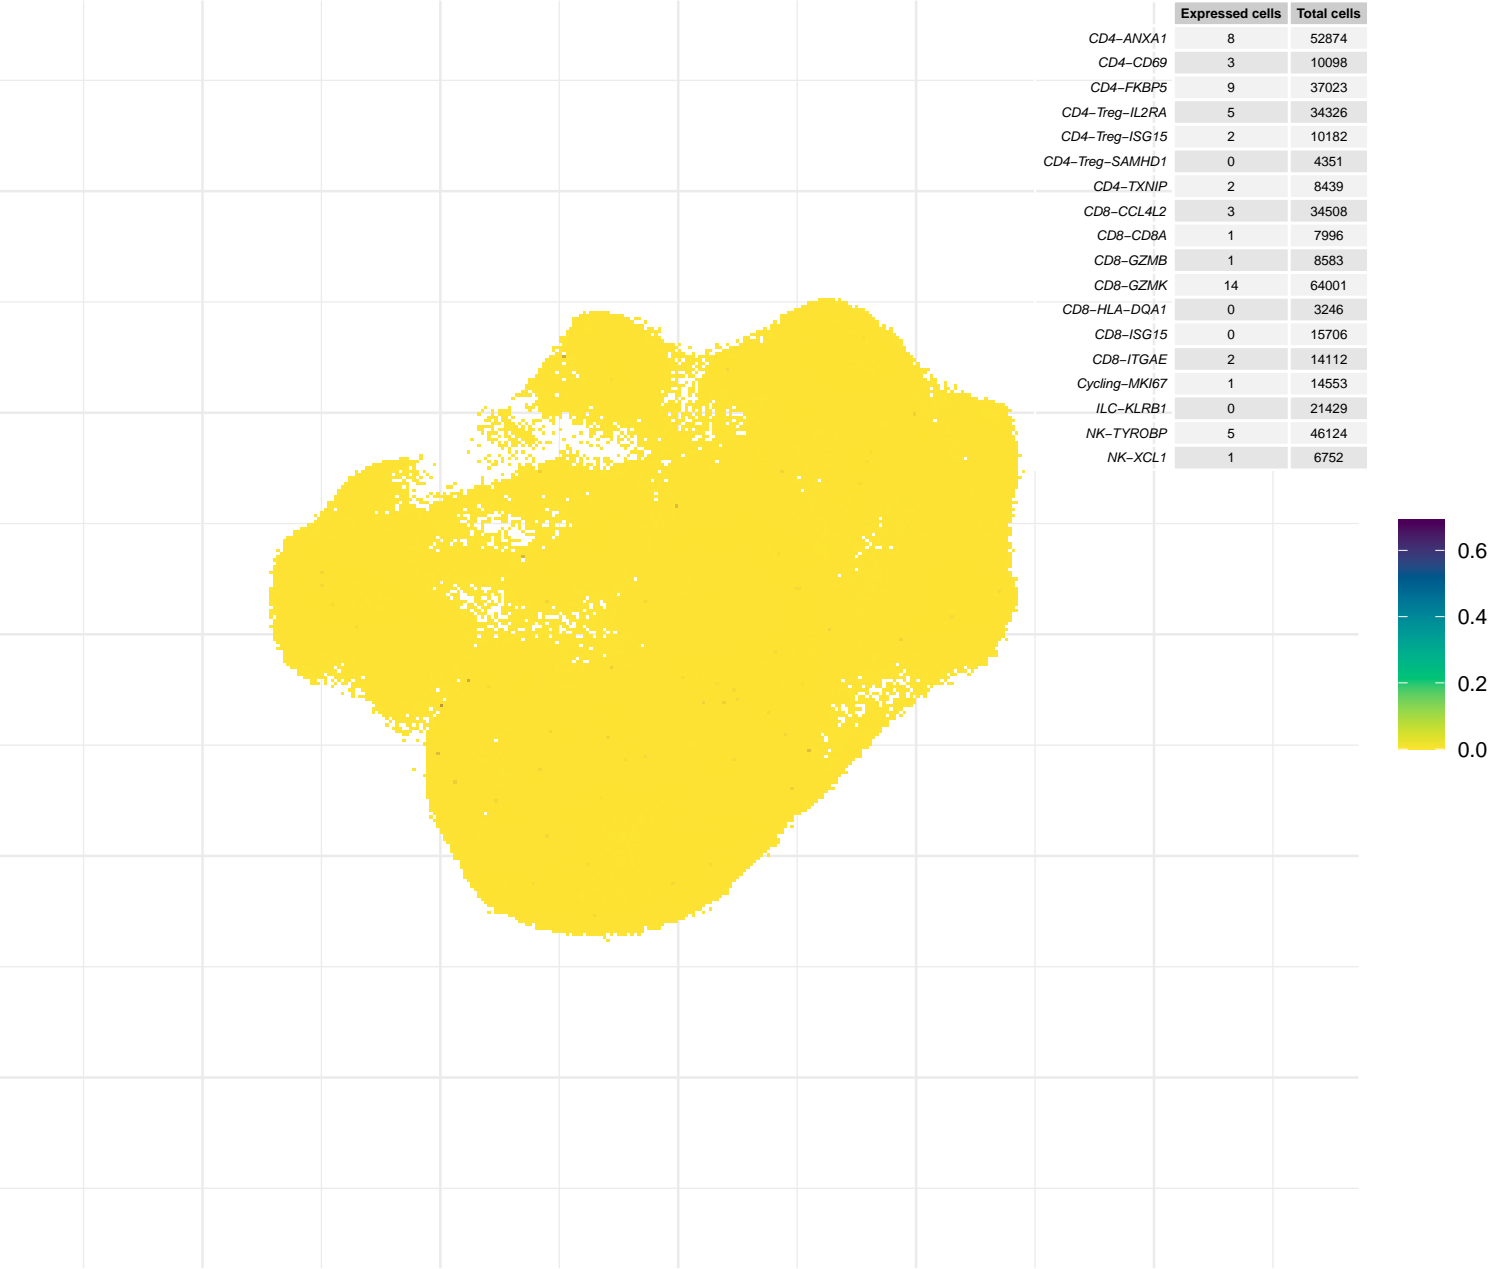 Expressed cells Total cells
CD4−ANXA1 8 52874
CD4−CD69 3 10098
CD4−FKBP5 9 37023
CD4−Treg−IL2RA 5 34326
CD4−Treg−ISG15 2 10182
CD4−Treg−SAMHD1 0 4351
CD4−TXNIP 2 8439
CD8−CCL4L2 3 34508
CD8−CD8A 1 7996
CD8−GZMB 1 8583
CD8−GZMK 14 64001
CD8−HLA−DQA1 0 3246
CD8−ISG15 0 15706
CD8−ITGAE 2 14112
Cycling−MKI67 1 14553
ILC−KLRB1 0 21429
NK−TYROBP 5 46124
NK−XCL1 1 6752
0.6
0.4
0.2
0.0